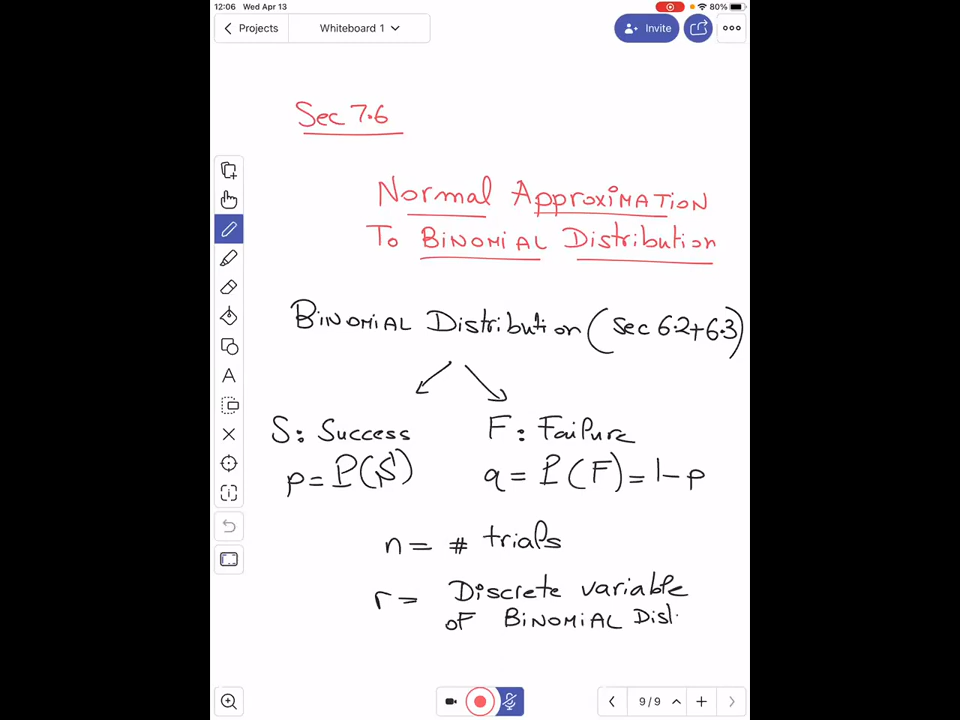 12:06 Wed Apr 13
80%
Projects
Whiteboard 1
Invite
Sec 7.6
Normal Approximation
To Binomial Distribution
Binomial Distribution (sec 6.2+6.3)
S: Success
F: Failure
p = P(S)
q = P(F) = 1-p
n = # trials
r = Discrete variable
of Binomial Dist.
A
9/9